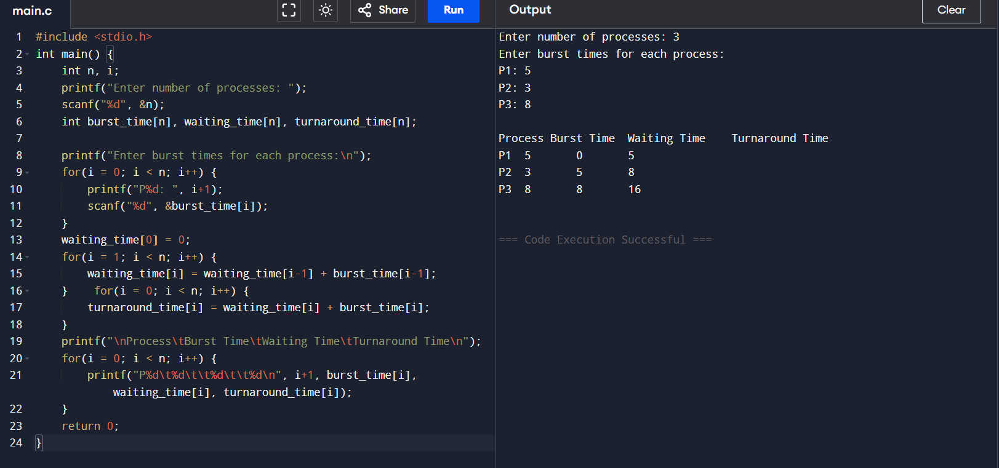 main.c
Share
Run
Output
Clear
1 #include <stdio.h>
2 int main() {
3     int n, i;
4     printf("Enter number of processes: ");
5     scanf("%d", &n);
6     int burst_time[n], waiting_time[n], turnaround_time[n];
7
8     printf("Enter burst times for each process:\n");
9     for(i = 0; i < n; i++) {
10         printf("P%d: ", i+1);
11         scanf("%d", &burst_time[i]);
12     }
13     waiting_time[0] = 0;
14     for(i = 1; i < n; i++) {
15         waiting_time[i] = waiting_time[i-1] + burst_time[i-1];
16     }    for(i = 0; i < n; i++) {
17         turnaround_time[i] = waiting_time[i] + burst_time[i];
18     }
19     printf("\nProcess\tBurst Time\tWaiting Time\tTurnaround Time\n");
20     for(i = 0; i < n; i++) {
21         printf("P%d\t%d\t\t%d\t\t%d\n", i+1, burst_time[i],
            waiting_time[i], turnaround_time[i]);
22     }
23     return 0;
24 }
Enter number of processes: 3
Enter burst times for each process:
P1: 5
P2: 3
P3: 8

Process Burst Time  Waiting Time    Turnaround Time
P1  5       0       5
P2  3       5       8
P3  8       8       16

=== Code Execution Successful ===